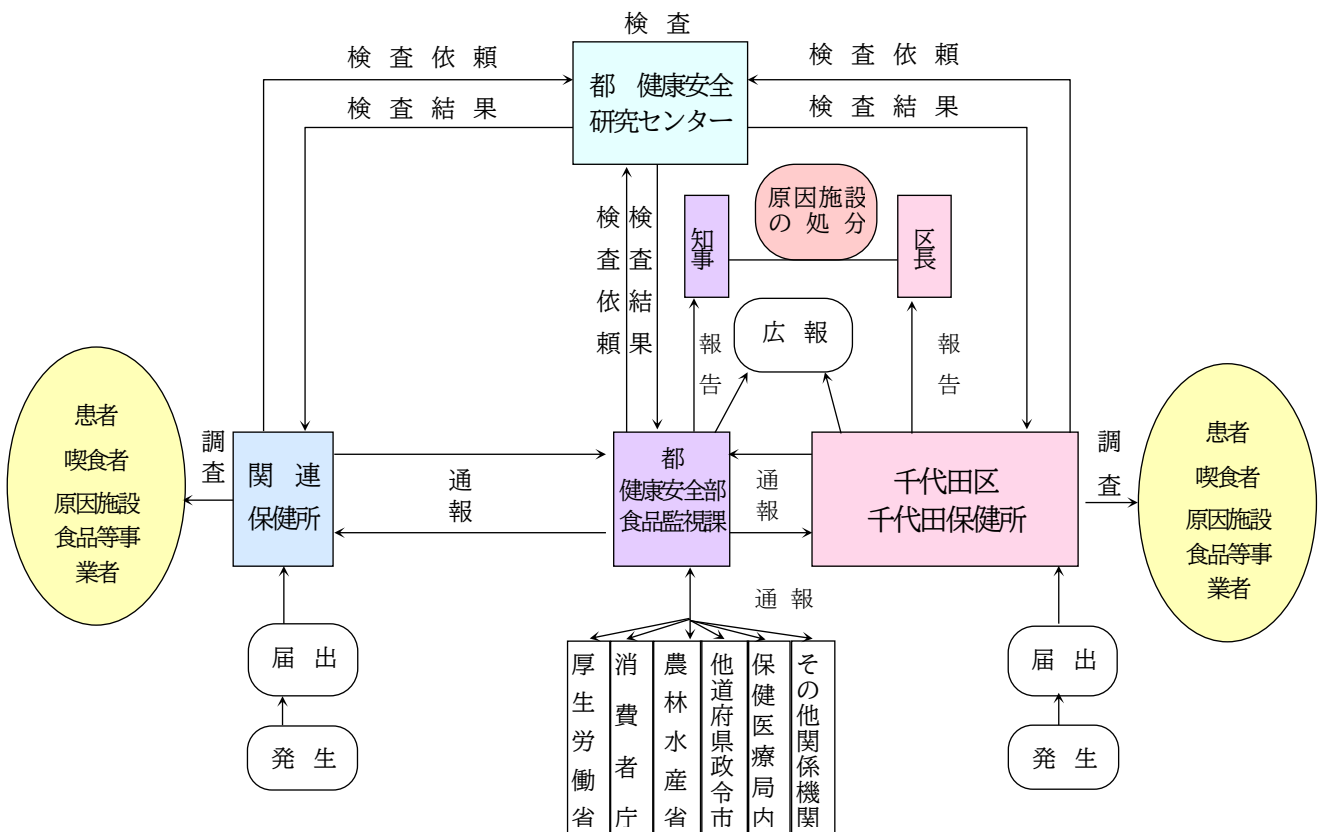 検 査
検 査 依 頼
検 査 依 頼
都 健康安全
研究センター
検 査 結 果
検 査 結 果
原因施設
の 処 分
知事
区長
検査依頼
検査結果
広 報
報告
報告
患者
喫食者
原因施設
食品等事
業者
調査
関 連
保健所
通報
都
健康安全部
食品監視課
通報
千代田区
千代田保健所
調査
患者
喫食者
原因施設
食品等事
業者
通 報
届 出
届 出
発 生
発 生
厚生労働省
消費者庁
農林水産省
他道府県政令市
保健医療局内
その他関係機関